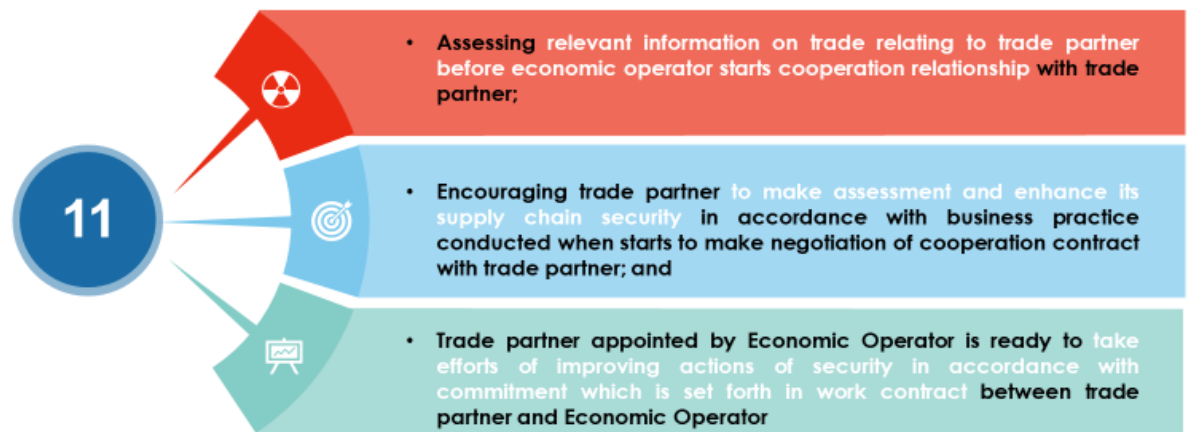 11
• Assessing relevant information on trade relating to trade partner
before economic operator starts cooperation relationship with trade
partner;
• Encouraging trade partner to make assessment and enhance its
supply chain security in accordance with business practice
conducted when starts to make negotiation of cooperation contract
with trade partner; and
• Trade partner appointed by Economic Operator is ready to take
efforts of improving actions of security in accordance with
commitment which is set forth in work contract between trade
partner and Economic Operator